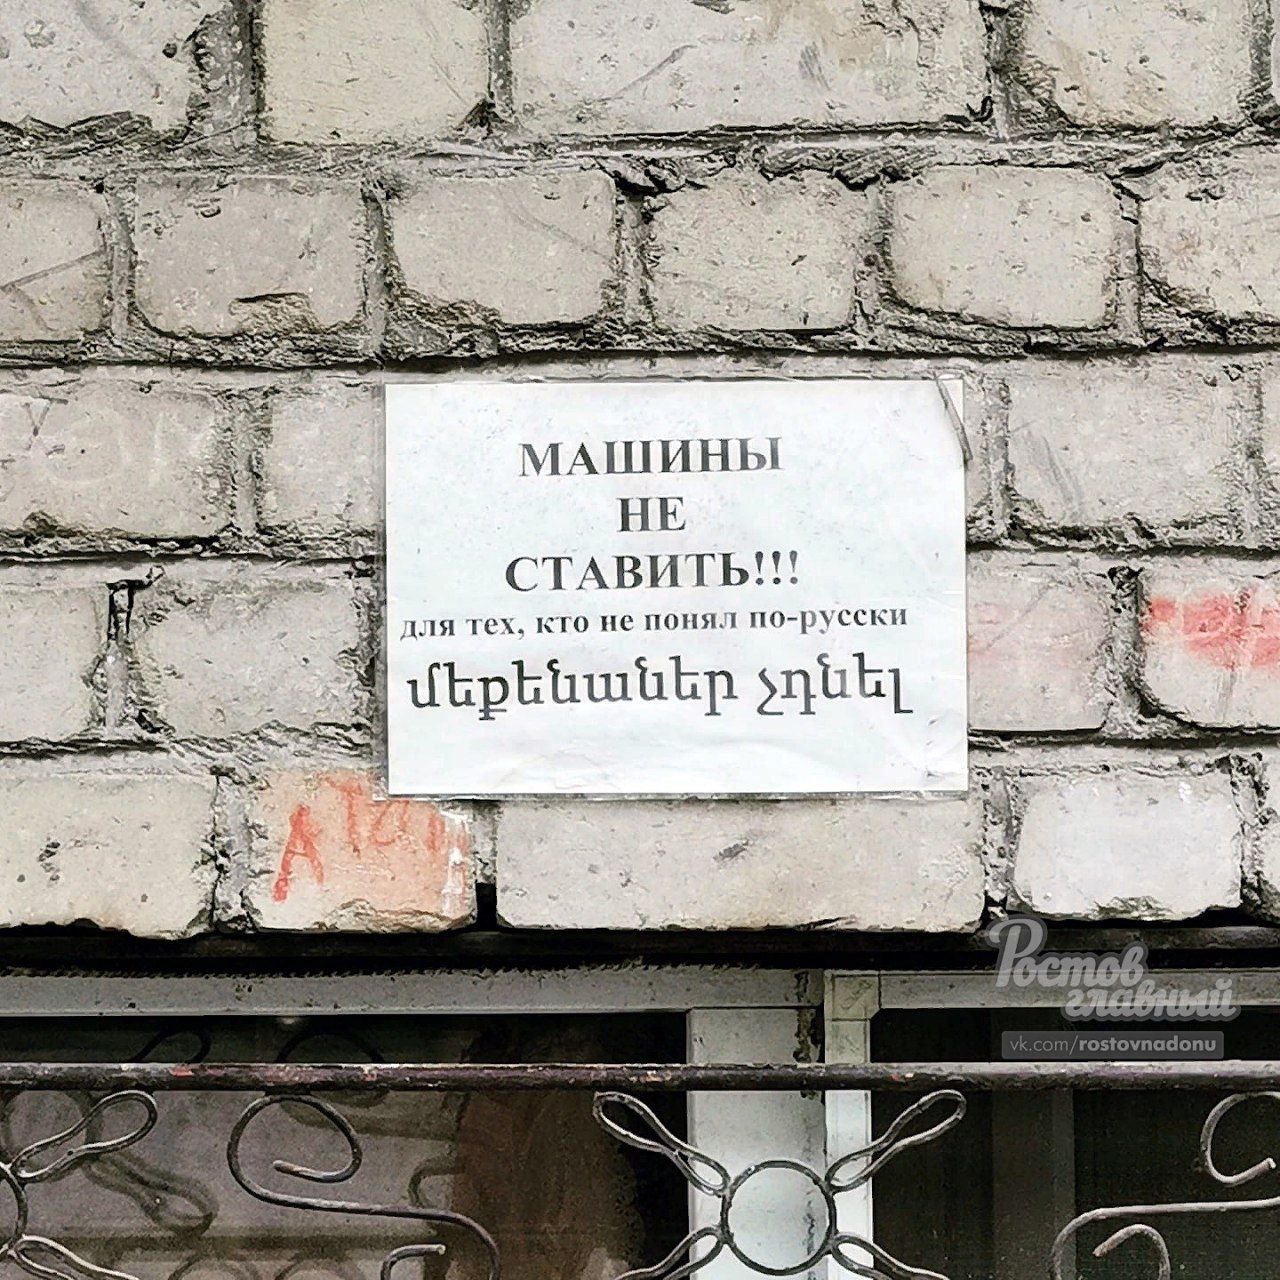 МАШИНЫ
НЕ
СТАВИТЬ!!!
для тех, кто не понял по-русски
մեքենաներ չդնել
Ростов
главный
vk.com/rostovnadonu